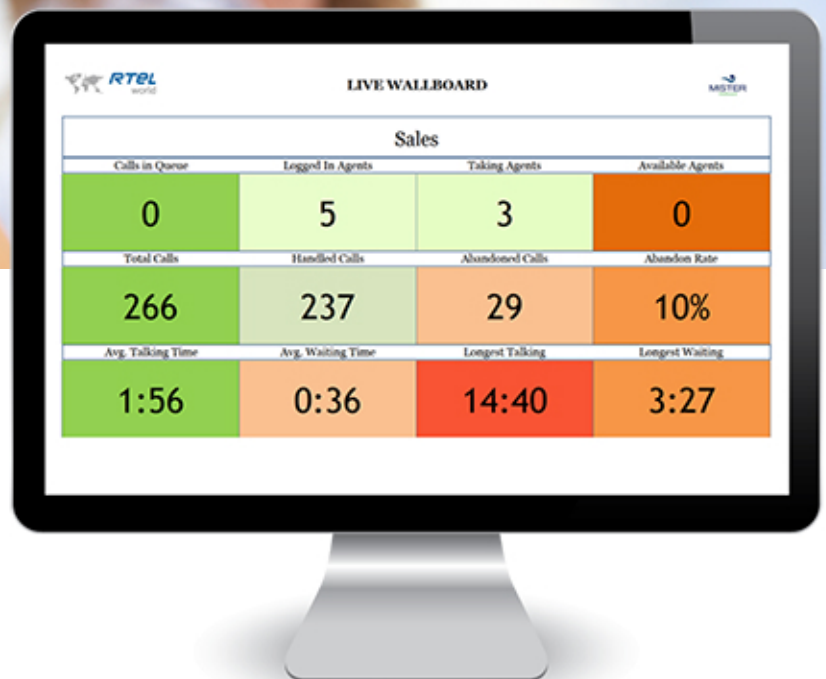 RTEL
world
LIVE WALLBOARD
MISTER
Sales
Calls in Queue Logged In Agents Taking Agents Available Agents
0 5 3 0
Total Calls Handled Calls Abandoned Calls Abandon Rate
266 237 29 10%
Avg. Talking Time Avg. Waiting Time Longest Talking Longest Waiting
1:56 0:36 14:40 3:27